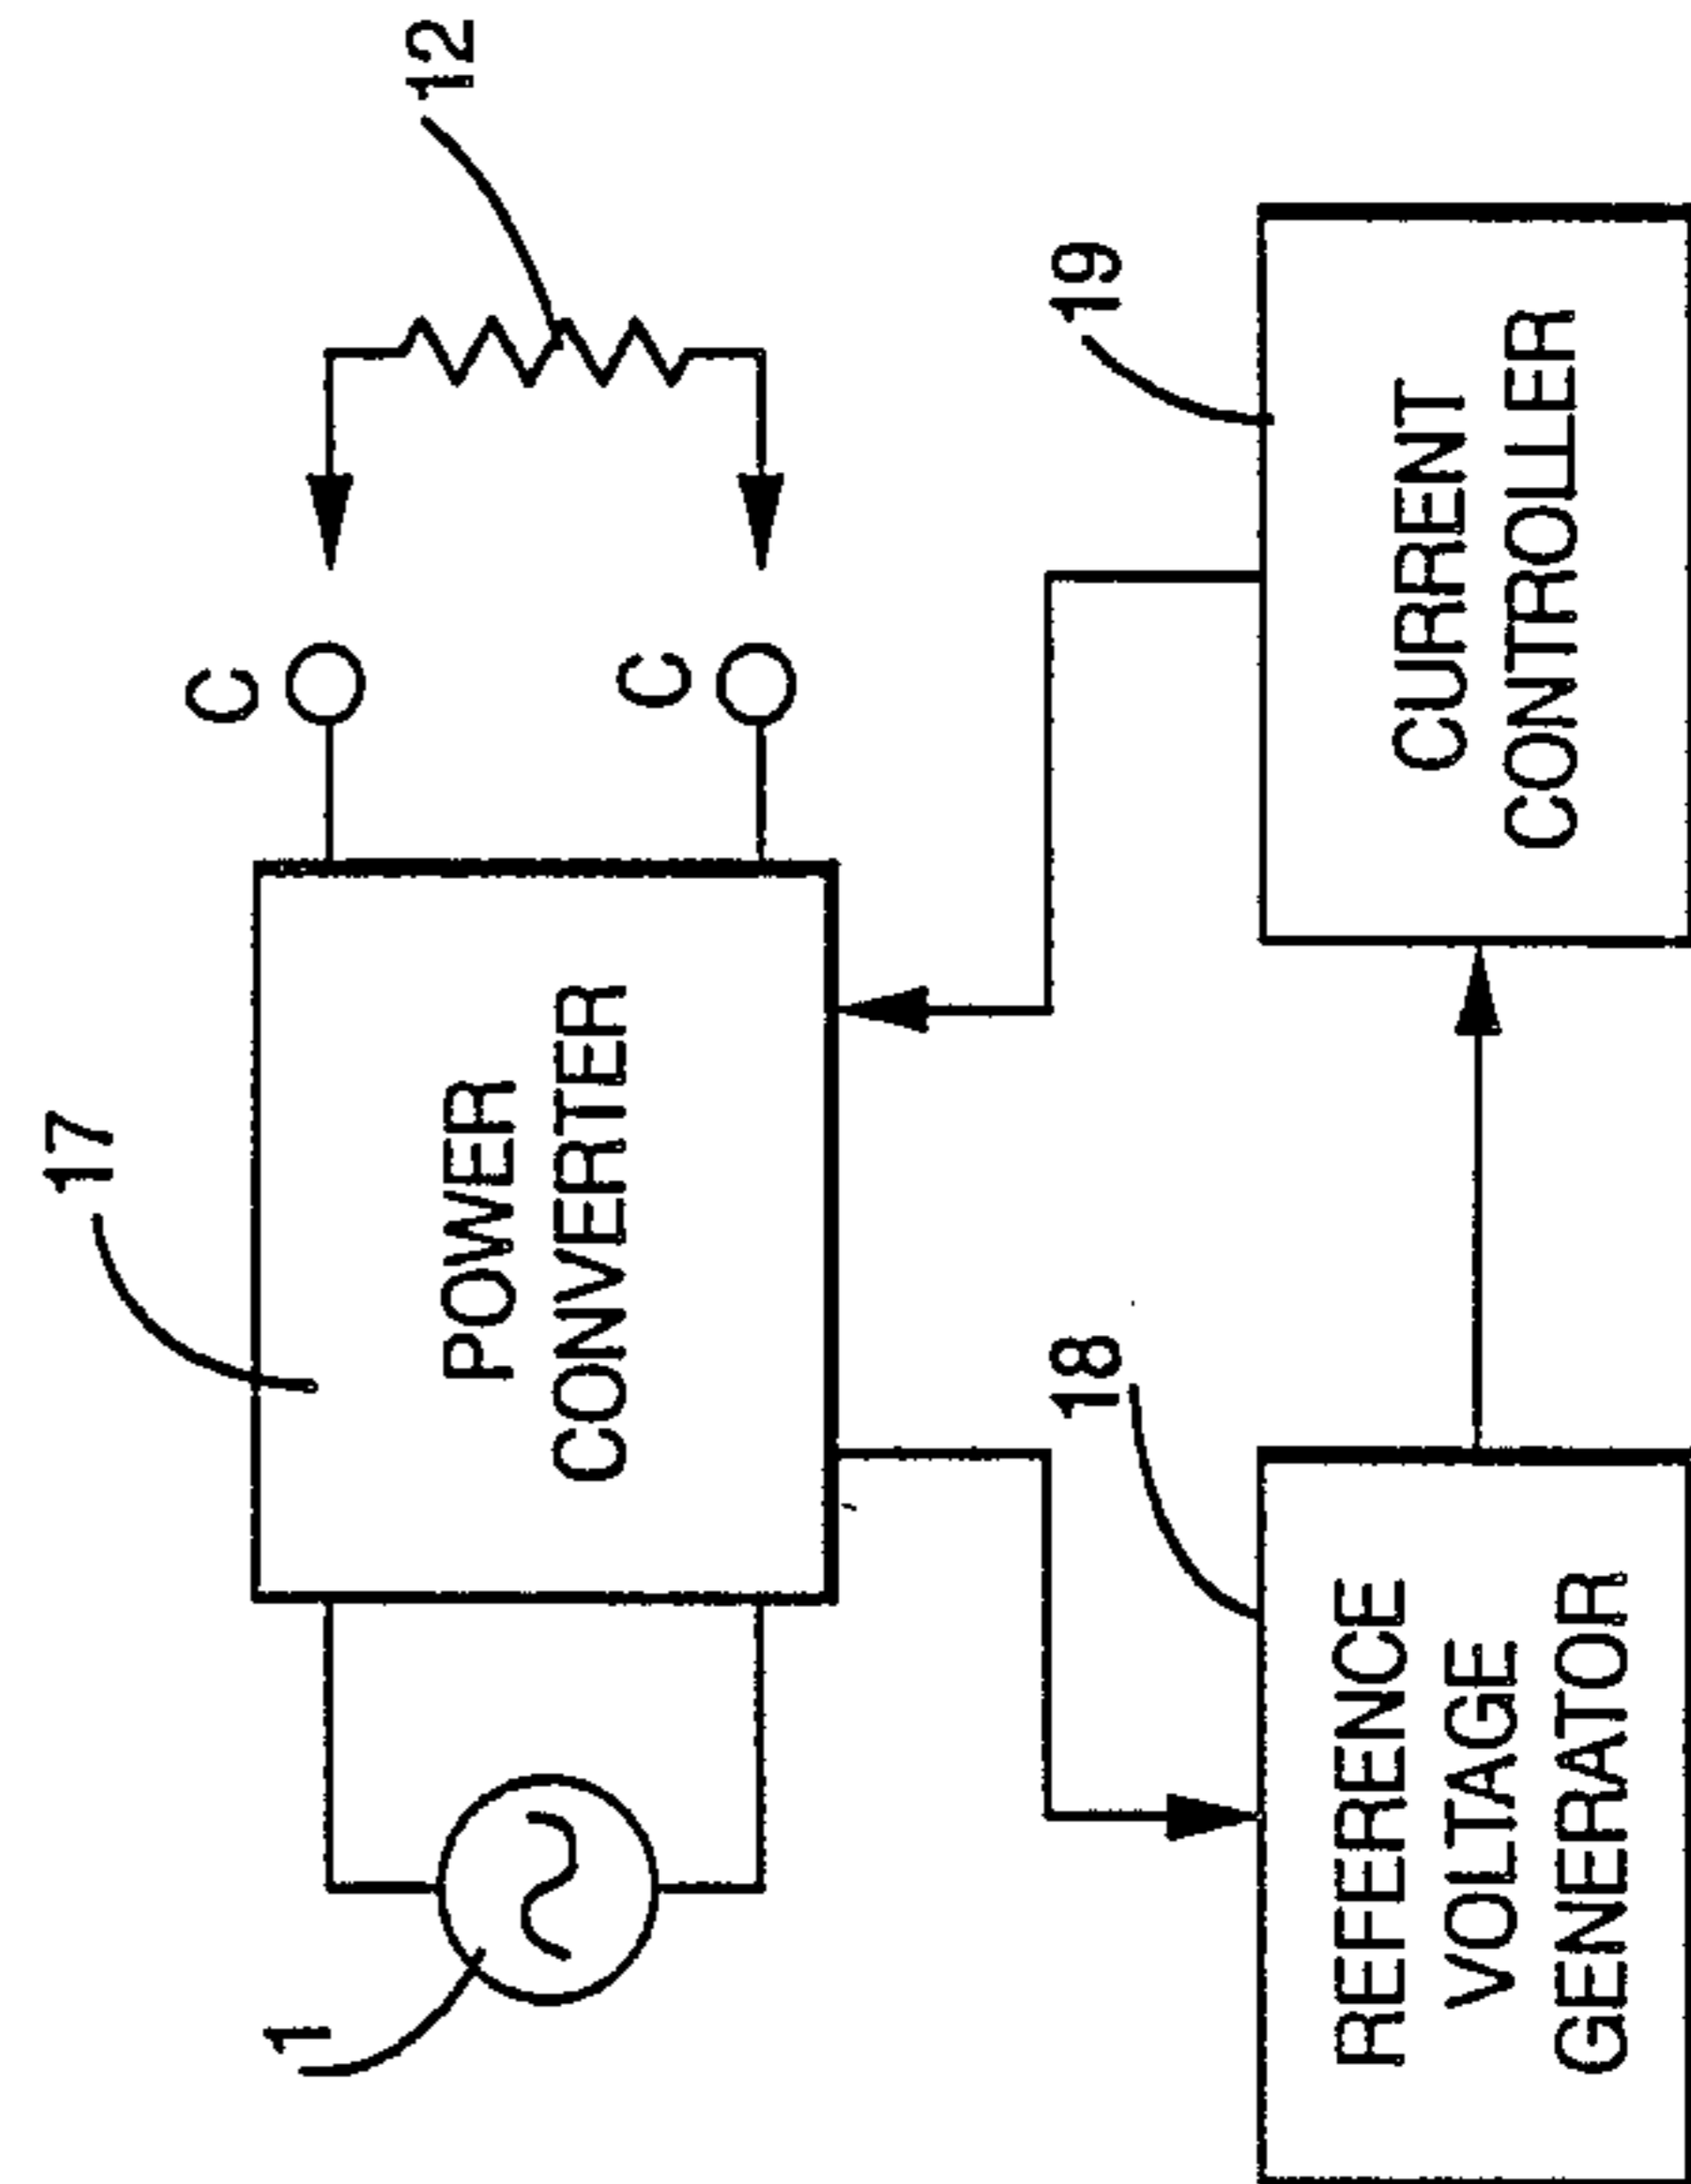 17
12
C
1
POWER
CONVERTER
C
18
19
REFERENCE
VOLTAGE
GENERATOR
CURRENT
CONTROLLER